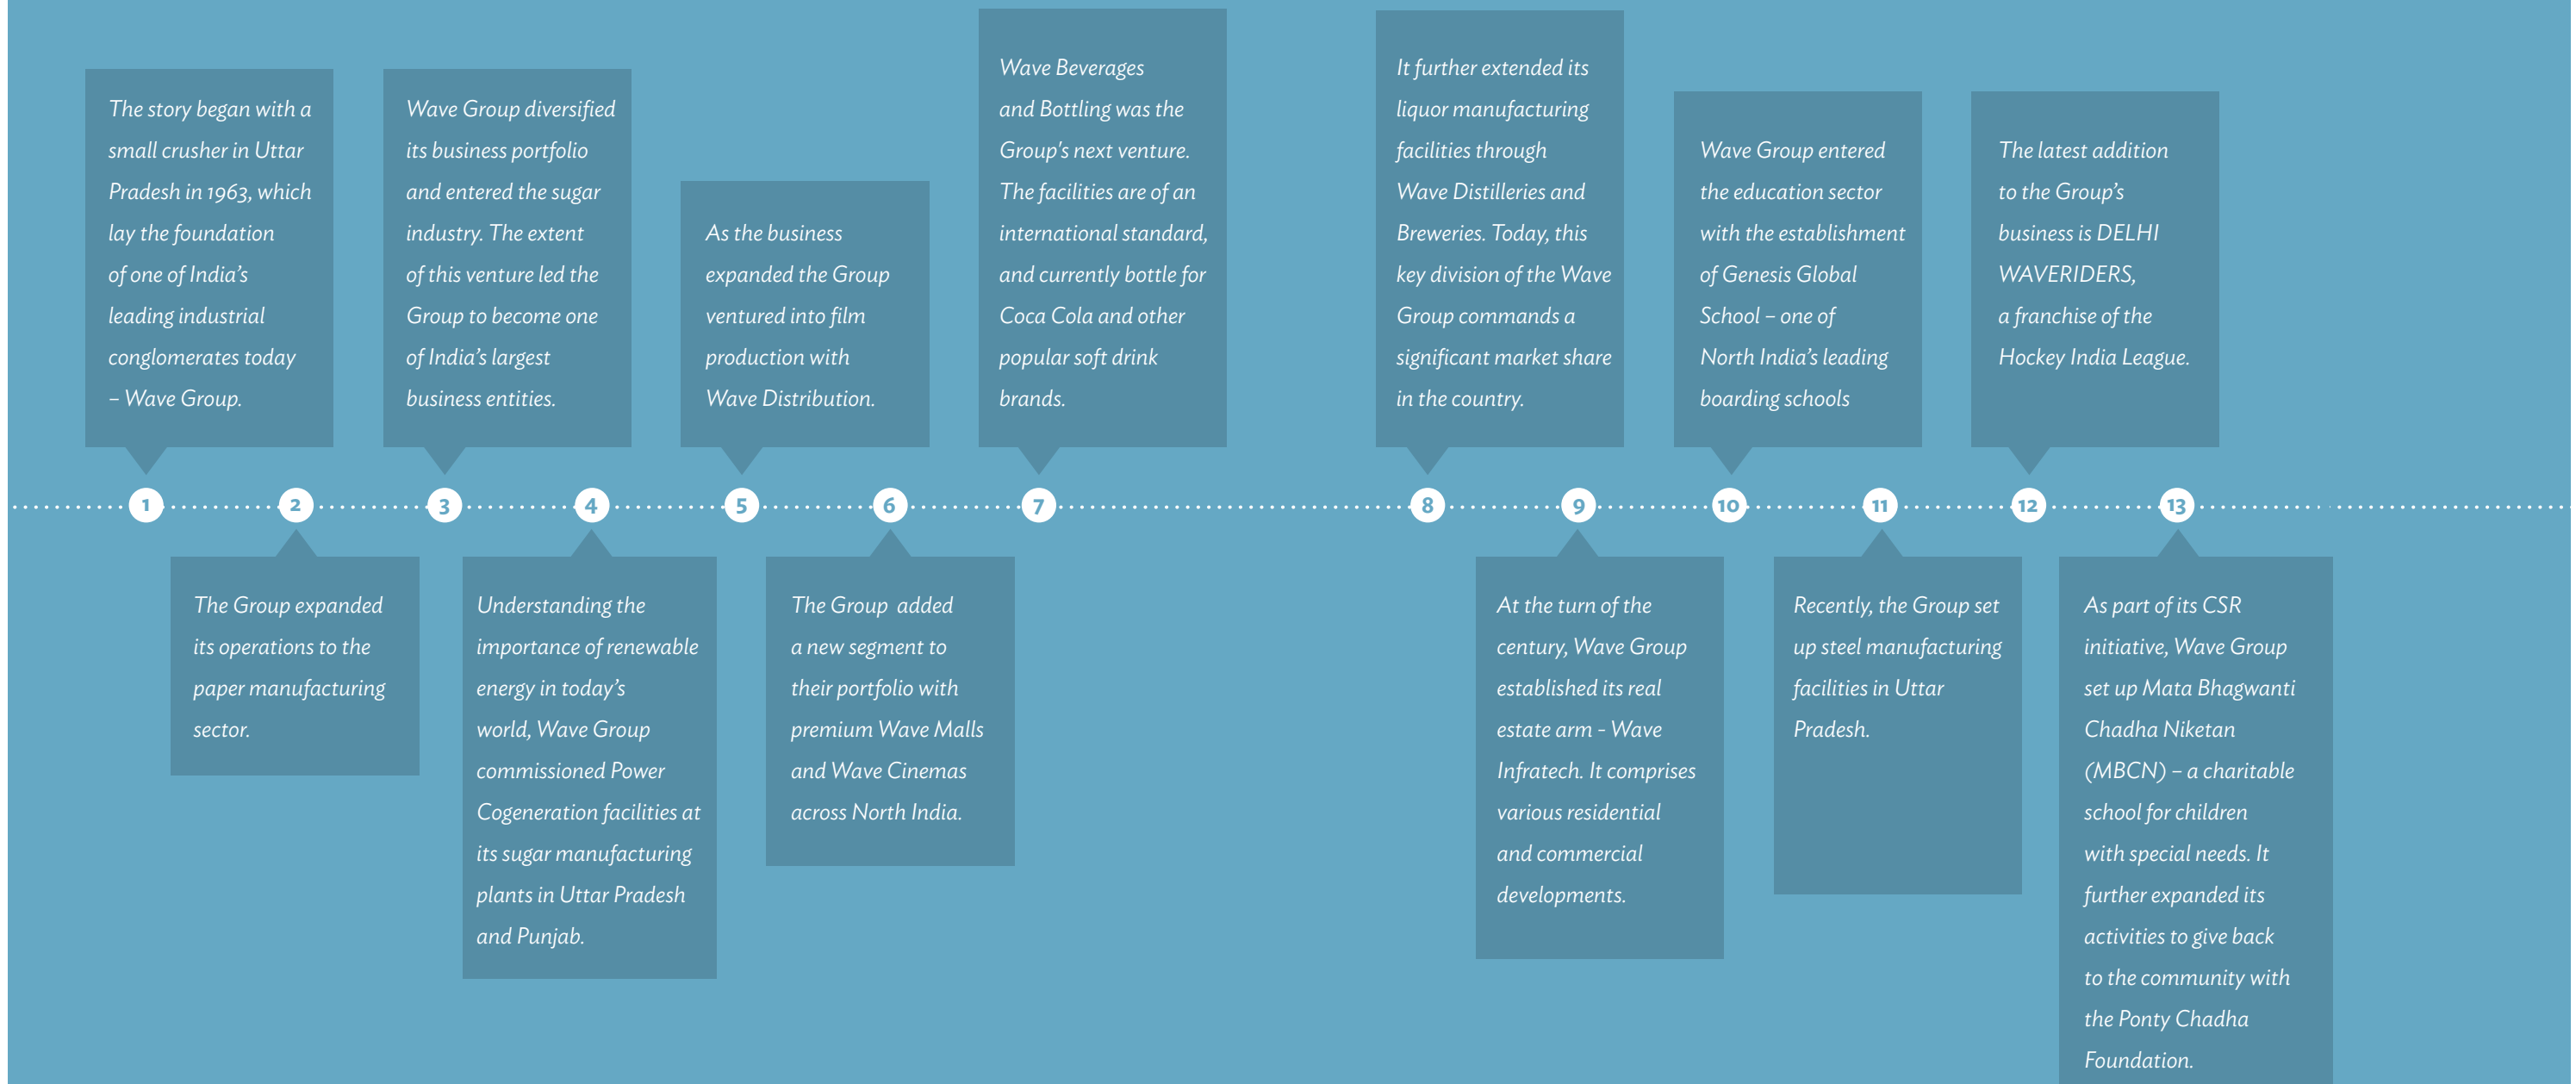 The story began with a
small crusher in Uttar
Pradesh in 1963, which
lay the foundation
of one of India’s
leading industrial
conglomerates today
– Wave Group.
1
2
The Group expanded
its operations to the
paper manufacturing
sector.
Wave Group diversified
its business portfolio
and entered the sugar
industry. The extent
of this venture led the
Group to become one
of India’s largest
business entities.
3
4
Understanding the
importance of renewable
energy in today’s
world, Wave Group
commissioned Power
Cogeneration facilities at
its sugar manufacturing
plants in Uttar Pradesh
and Punjab.
As the business
expanded the Group
ventured into film
production with
Wave Distribution.
5
6
The Group  added
a new segment to
their portfolio with
premium Wave Malls
and Wave Cinemas
across North India.
Wave Beverages
and Bottling was the
Group's next venture.
The facilities are of an
international standard,
and currently bottle for
Coca Cola and other
popular soft drink
brands.
7
It further extended its
liquor manufacturing
facilities through
Wave Distilleries and
Breweries. Today, this
key division of the Wave
Group commands a
significant market share
in the country.
8
9
At the turn of the
century, Wave Group
established its real
estate arm - Wave
Infratech. It comprises
various residential
and commercial
developments.
Wave Group entered
the education sector
with the establishment
of Genesis Global
School – one of
North India’s leading
boarding schools
10
11
Recently, the Group set
up steel manufacturing
facilities in Uttar
Pradesh.
The latest addition
to the Group’s
business is DELHI
WAVERIDERS,
a franchise of the
Hockey India League.
12
13
As part of its CSR
initiative, Wave Group
set up Mata Bhagwanti
Chadha Niketan
(MBCN) – a charitable
school for children
with special needs. It
further expanded its
activities to give back
to the community with
the Ponty Chadha
Foundation.